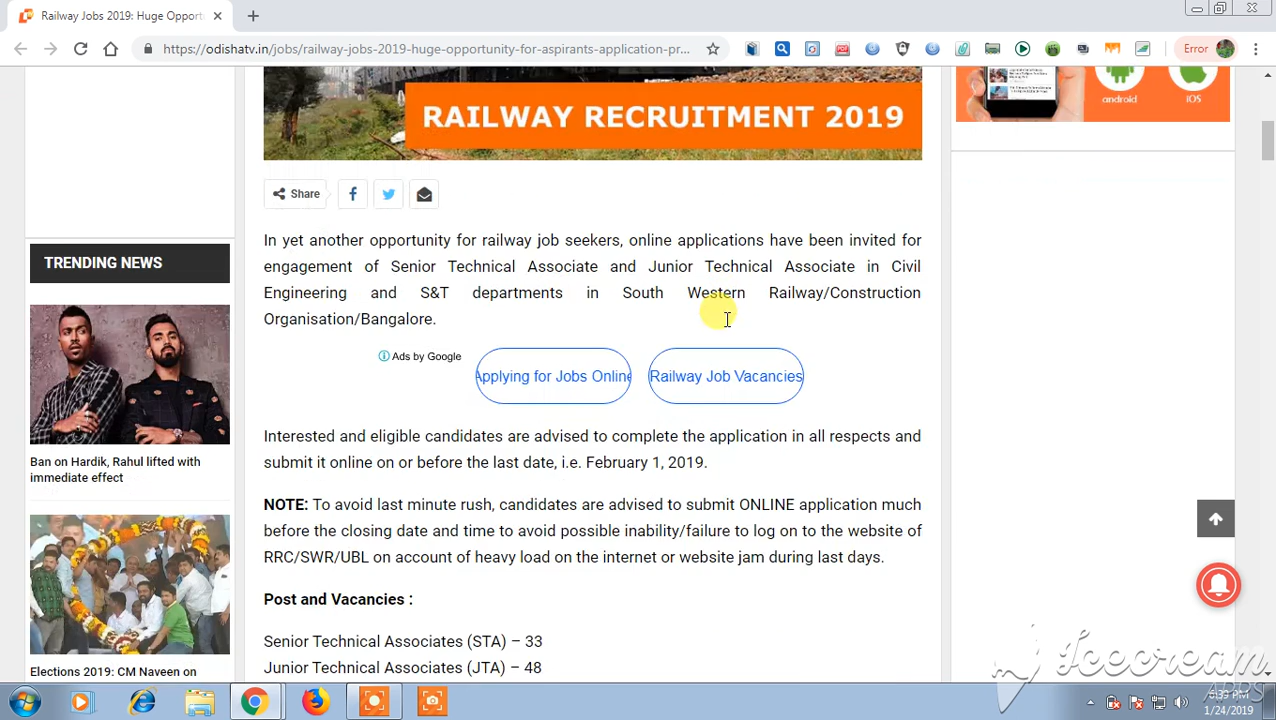 Railway Jobs 2019: Huge Opport
https://odishatv.in/jobs/railway-jobs-2019-huge-opportunity-for-aspirants-application-pr...
Error
RAILWAY RECRUITMENT 2019
android
iOS
Share
In yet another opportunity for railway job seekers, online applications have been invited for
engagement of Senior Technical Associate and Junior Technical Associate in Civil
Engineering and S&T departments in South Western Railway/Construction
Organisation/Bangalore.
TRENDING NEWS
Ads by Google
Applying for Jobs Online
Railway Job Vacancies
Interested and eligible candidates are advised to complete the application in all respects and
submit it online on or before the last date, i.e. February 1, 2019.
Ban on Hardik, Rahul lifted with
immediate effect
NOTE: To avoid last minute rush, candidates are advised to submit ONLINE application much
before the closing date and time to avoid possible inability/failure to log on to the website of
RRC/SWR/UBL on account of heavy load on the internet or website jam during last days.
Post and Vacancies :
Senior Technical Associates (STA) – 33
Junior Technical Associates (JTA) – 48
Elections 2019: CM Naveen on
Icecream
APPS
1/24/2019